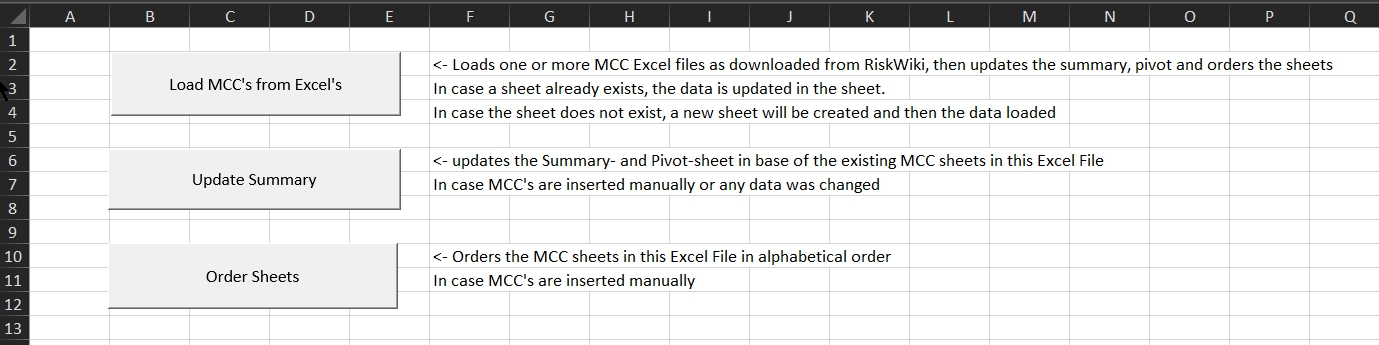 A B C D E F G H I J K L M N O P Q
1
2 <- Loads one or more MCC Excel files as downloaded from RiskWiki, then updates the summary, pivot and orders the sheets
Load MCC's from Excel's
3 In case a sheet already exists, the data is updated in the sheet.
4 In case the sheet does not exist, a new sheet will be created and then the data loaded
5
6 <- updates the Summary- and Pivot-sheet in base of the existing MCC sheets in this Excel File
Update Summary
7 In case MCC's are inserted manually or any data was changed
8
9
10 <- Orders the MCC sheets in this Excel File in alphabetical order
Order Sheets
11 In case MCC's are inserted manually
12
13